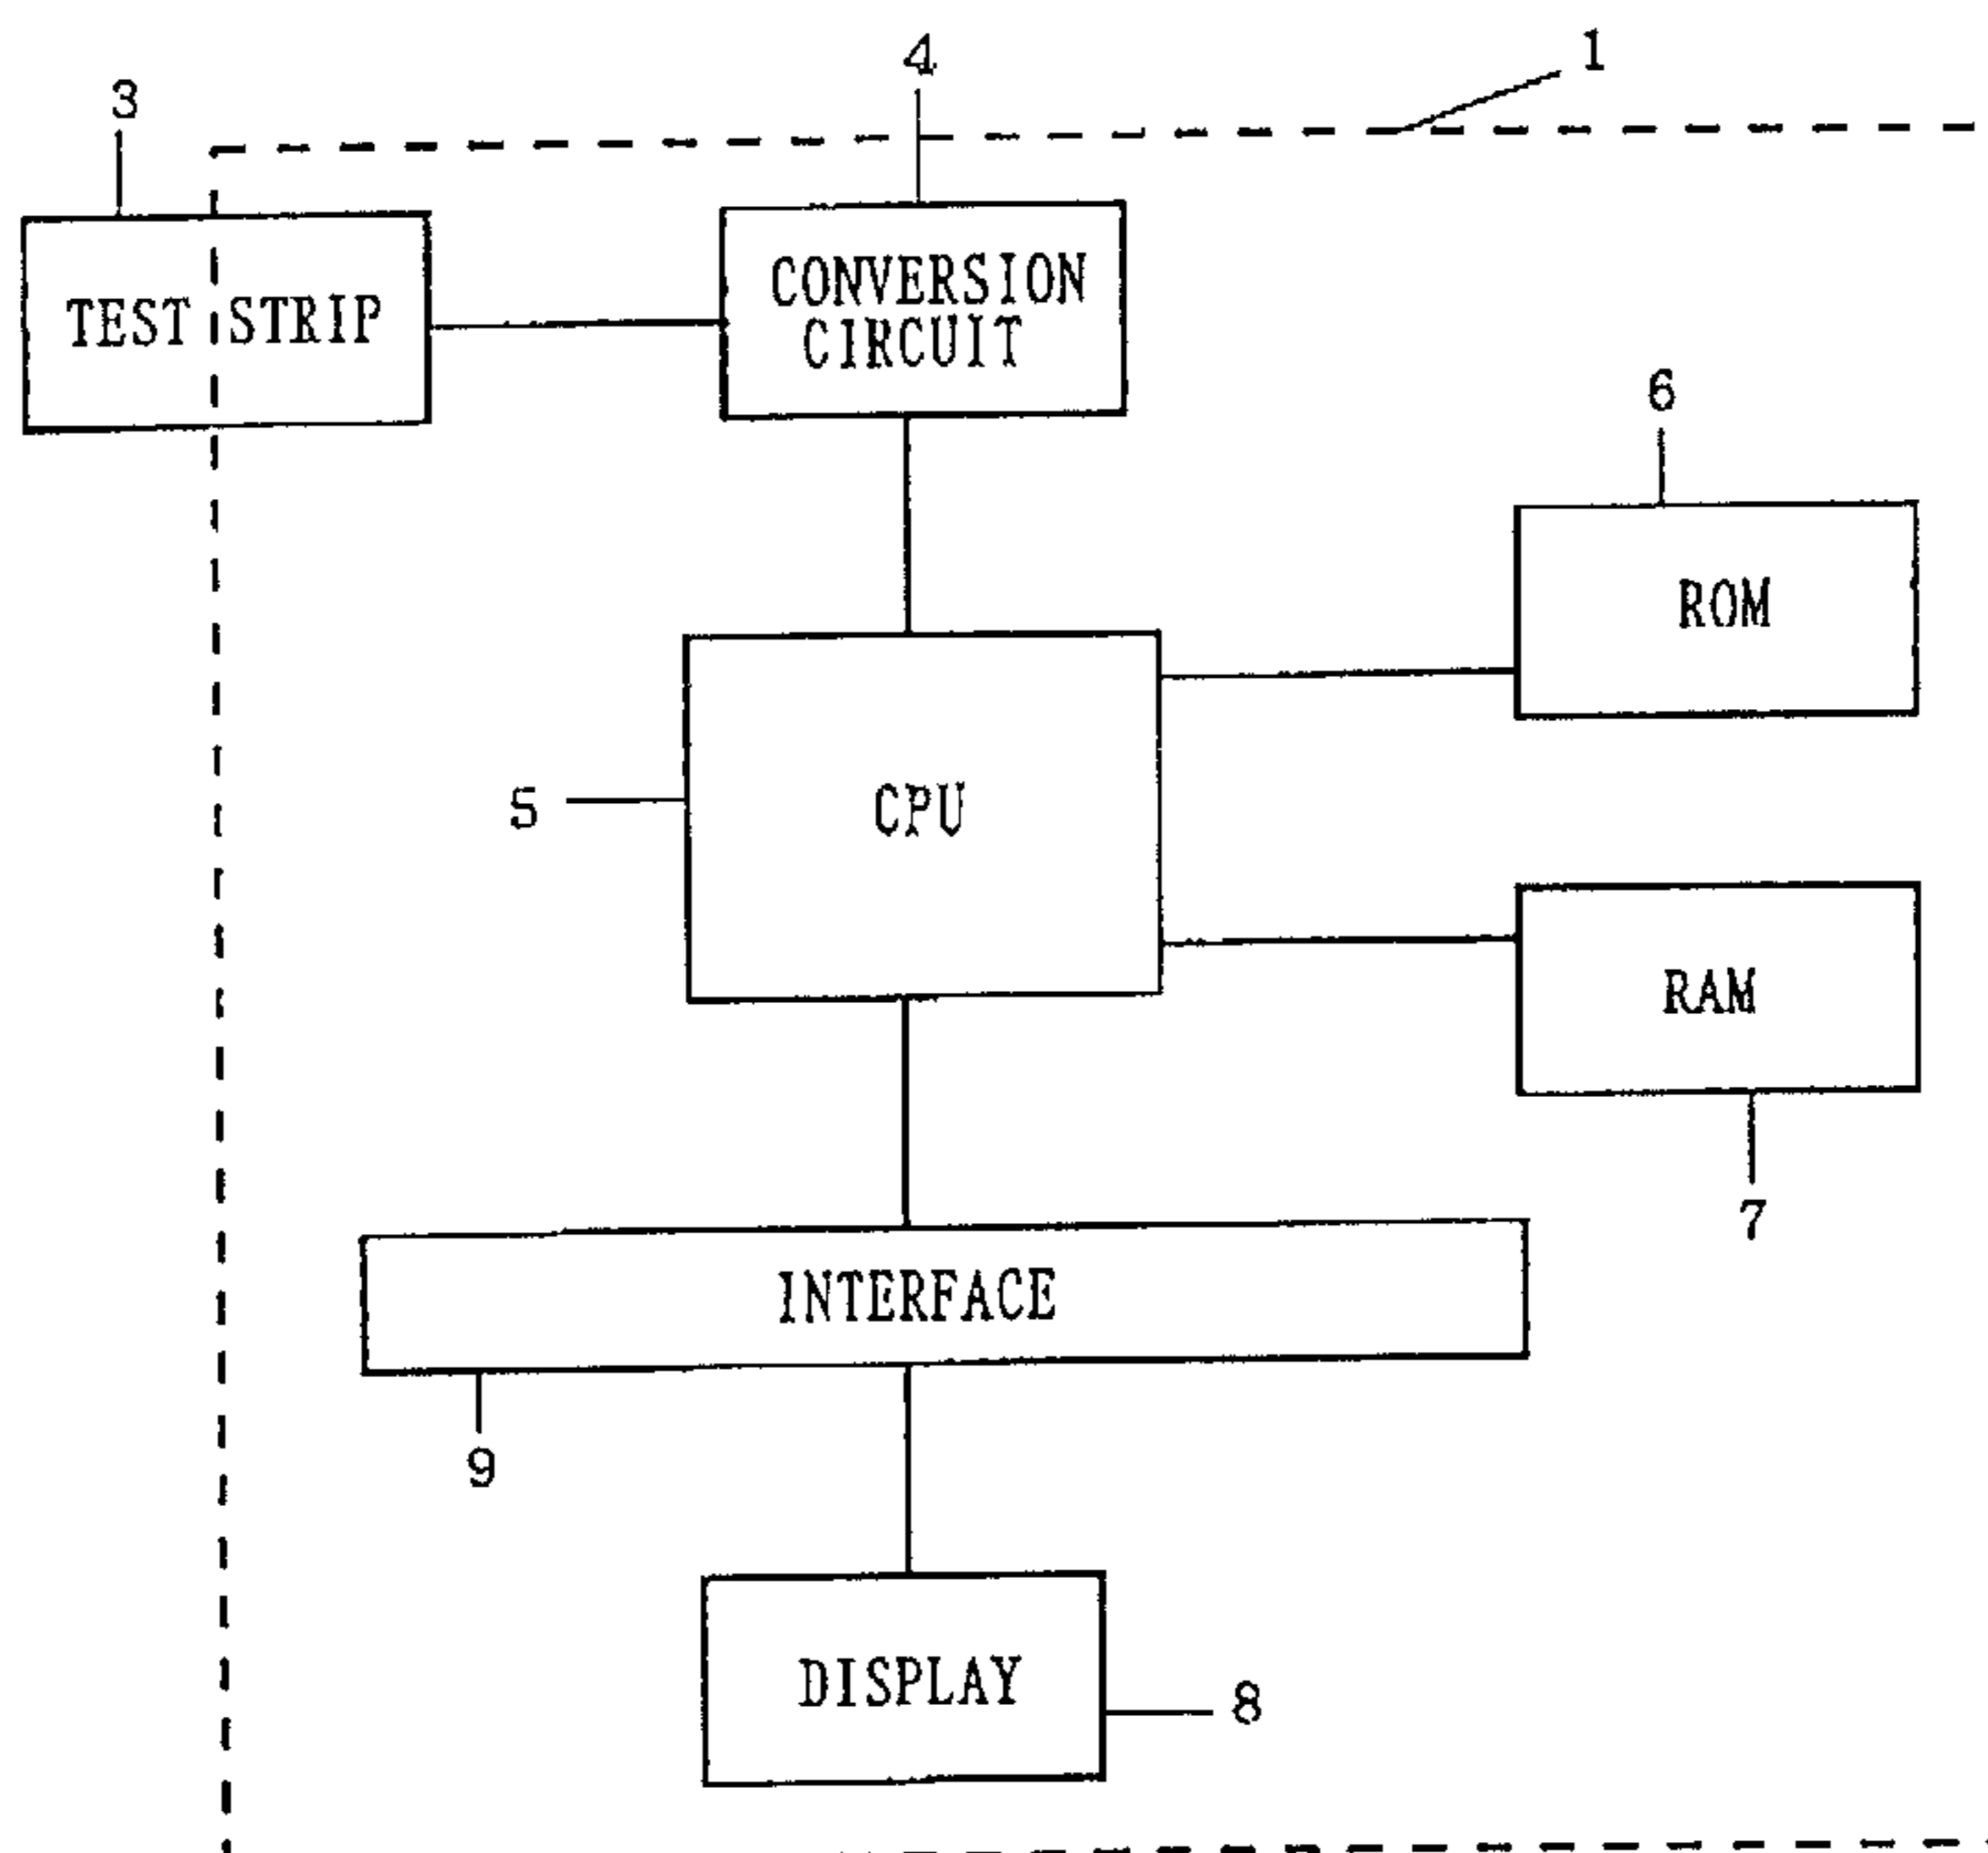 1
4
3
TEST STRIP
CONVERSION
CIRCUIT
6
ROM
5
CPU
RAM
7
INTERFACE
9
DISPLAY
8